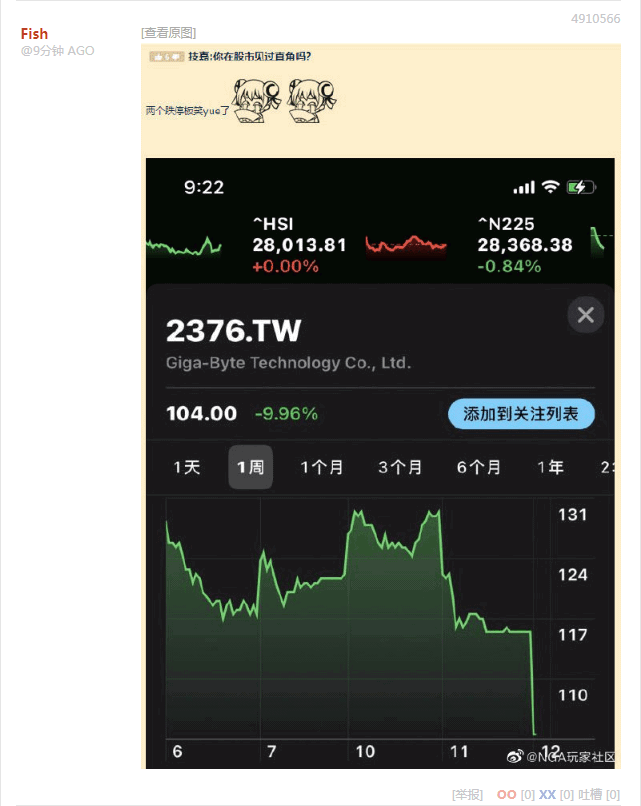 4910566
Fish
@9分钟 AGO
[查看原图]
技嘉:你在股市见过直角吗?
两个跌停板笑yue了
9:22
^HSI
28,013.81
+0.00%
^N225
28,368.38
-0.84%
2376.TW
Giga-Byte Technology Co., Ltd.
104.00 -9.96%
添加到关注列表
1天 1周 1个月 3个月 6个月 1年
131
124
117
110
6 7 10 11 12
@NGA玩家社区
[举报] OO [0] XX [0] 吐槽 [0]